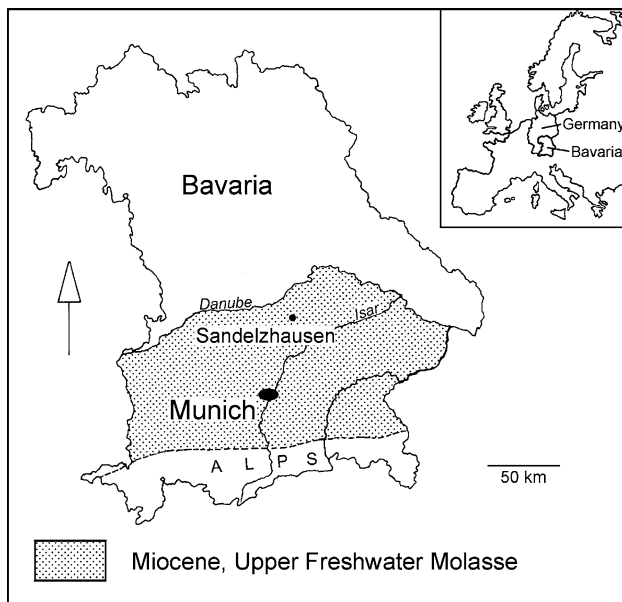 Germany
Bavaria
Bavaria
Danube
Isar
Sandelzhausen
Munich
A L P S
50 km
Miocene, Upper Freshwater Molasse